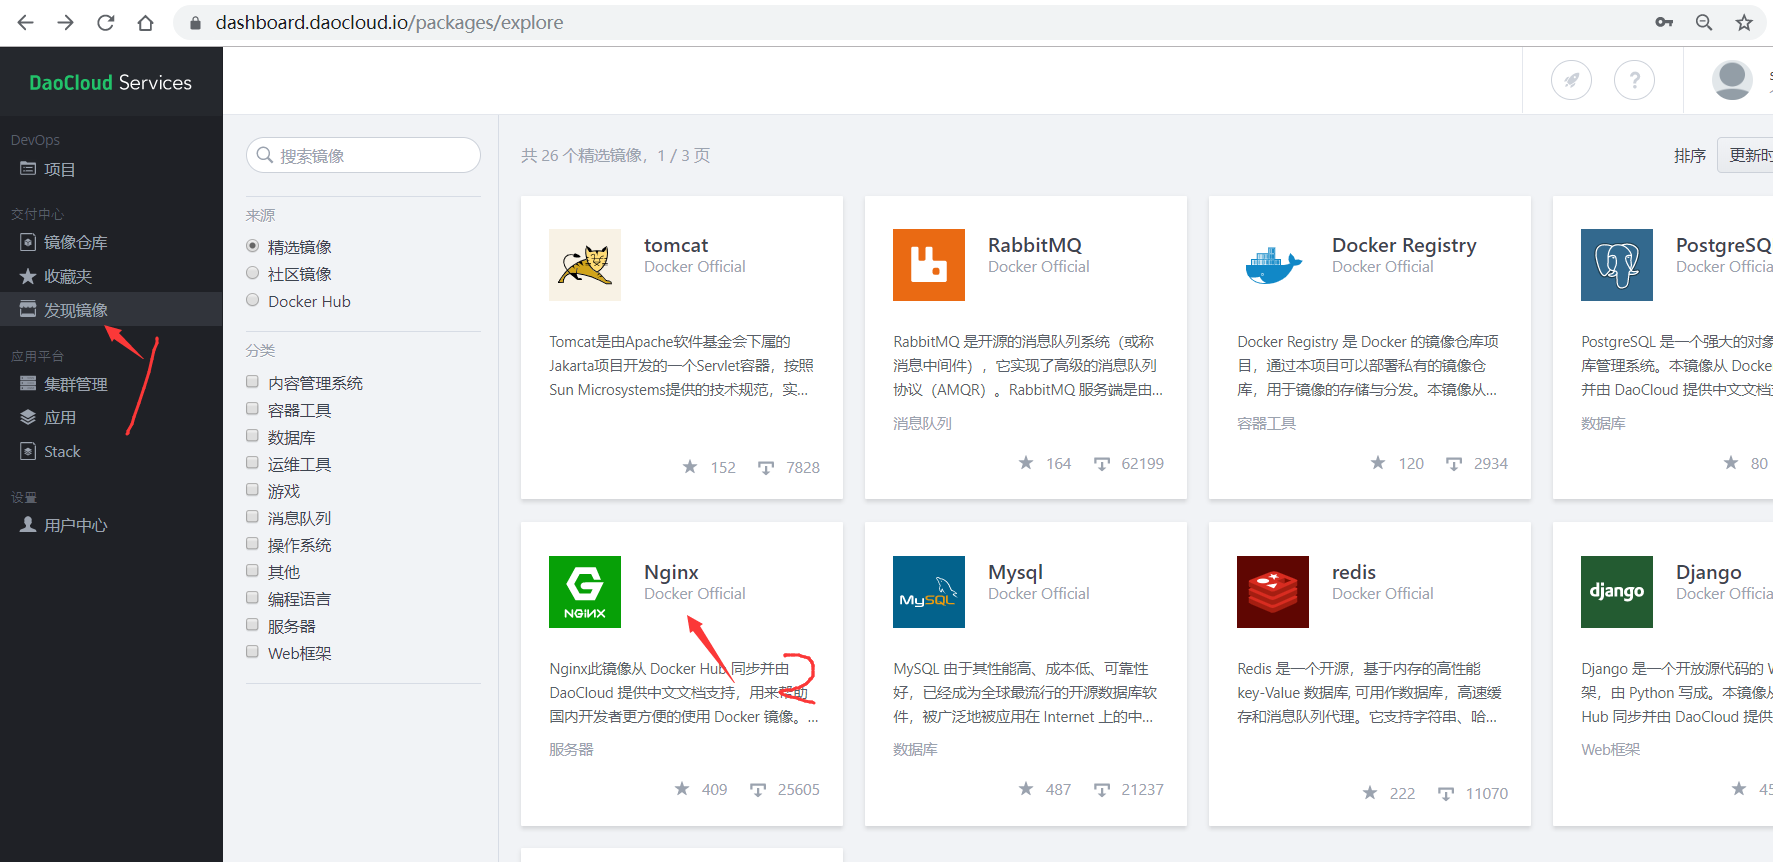 dashboard.daocloud.io/packages/explore
DaoCloud Services
DevOps
项目
交付中心
镜像仓库
收藏夹
发现镜像
应用平台
集群管理
应用
Stack
设置
用户中心
搜索镜像
来源
精选镜像
社区镜像
Docker Hub
分类
内容管理系统
容器工具
数据库
运维工具
游戏
消息队列
操作系统
其他
编程语言
服务器
Web框架
共 26 个精选镜像，1 / 3 页
排序
更新时
tomcat
Docker Official
Tomcat是由Apache软件基金会下属的
Jakarta项目开发的一个Servlet容器，按照
Sun Microsystems提供的技术规范，实...
152 7828
RabbitMQ
Docker Official
RabbitMQ 是开源的消息队列系统（或称
消息中间件），它实现了高级的消息队列
协议（AMQR）。RabbitMQ 服务端是由...
消息队列
164 62199
Docker Registry
Docker Official
Docker Registry 是 Docker 的镜像仓库项
目，通过本项目可以部署私有的镜像仓
库，用于镜像的存储与分发。本镜像从...
容器工具
120 2934
PostgreSQ
Docker Officia
PostgreSQL 是一个强大的对象
库管理系统。本镜像从 Docke
并由 DaoCloud 提供中文文档
数据库
80
NGINX
Nginx
Docker Official
Nginx此镜像从 Docker Hub 同步并由
DaoCloud 提供中文文档支持，用来帮助
国内开发者更方便的使用 Docker 镜像。...
服务器
409 25605
2
MySQL
Mysql
Docker Official
MySQL 由于其性能高、成本低、可靠性
好，已经成为全球最流行的开源数据库软
件，被广泛地被应用在 Internet 上的中...
数据库
487 21237
redis
Docker Official
Redis 是一个开源，基于内存的高性能
key-Value 数据库, 可用作数据库，高速缓
存和消息队列代理。它支持字符串、哈...
222 11070
django
Django
Docker Officia
Django 是一个开放源代码的 W
架，由 Python 写成。本镜像从
Hub 同步并由 DaoCloud 提供
Web框架
45